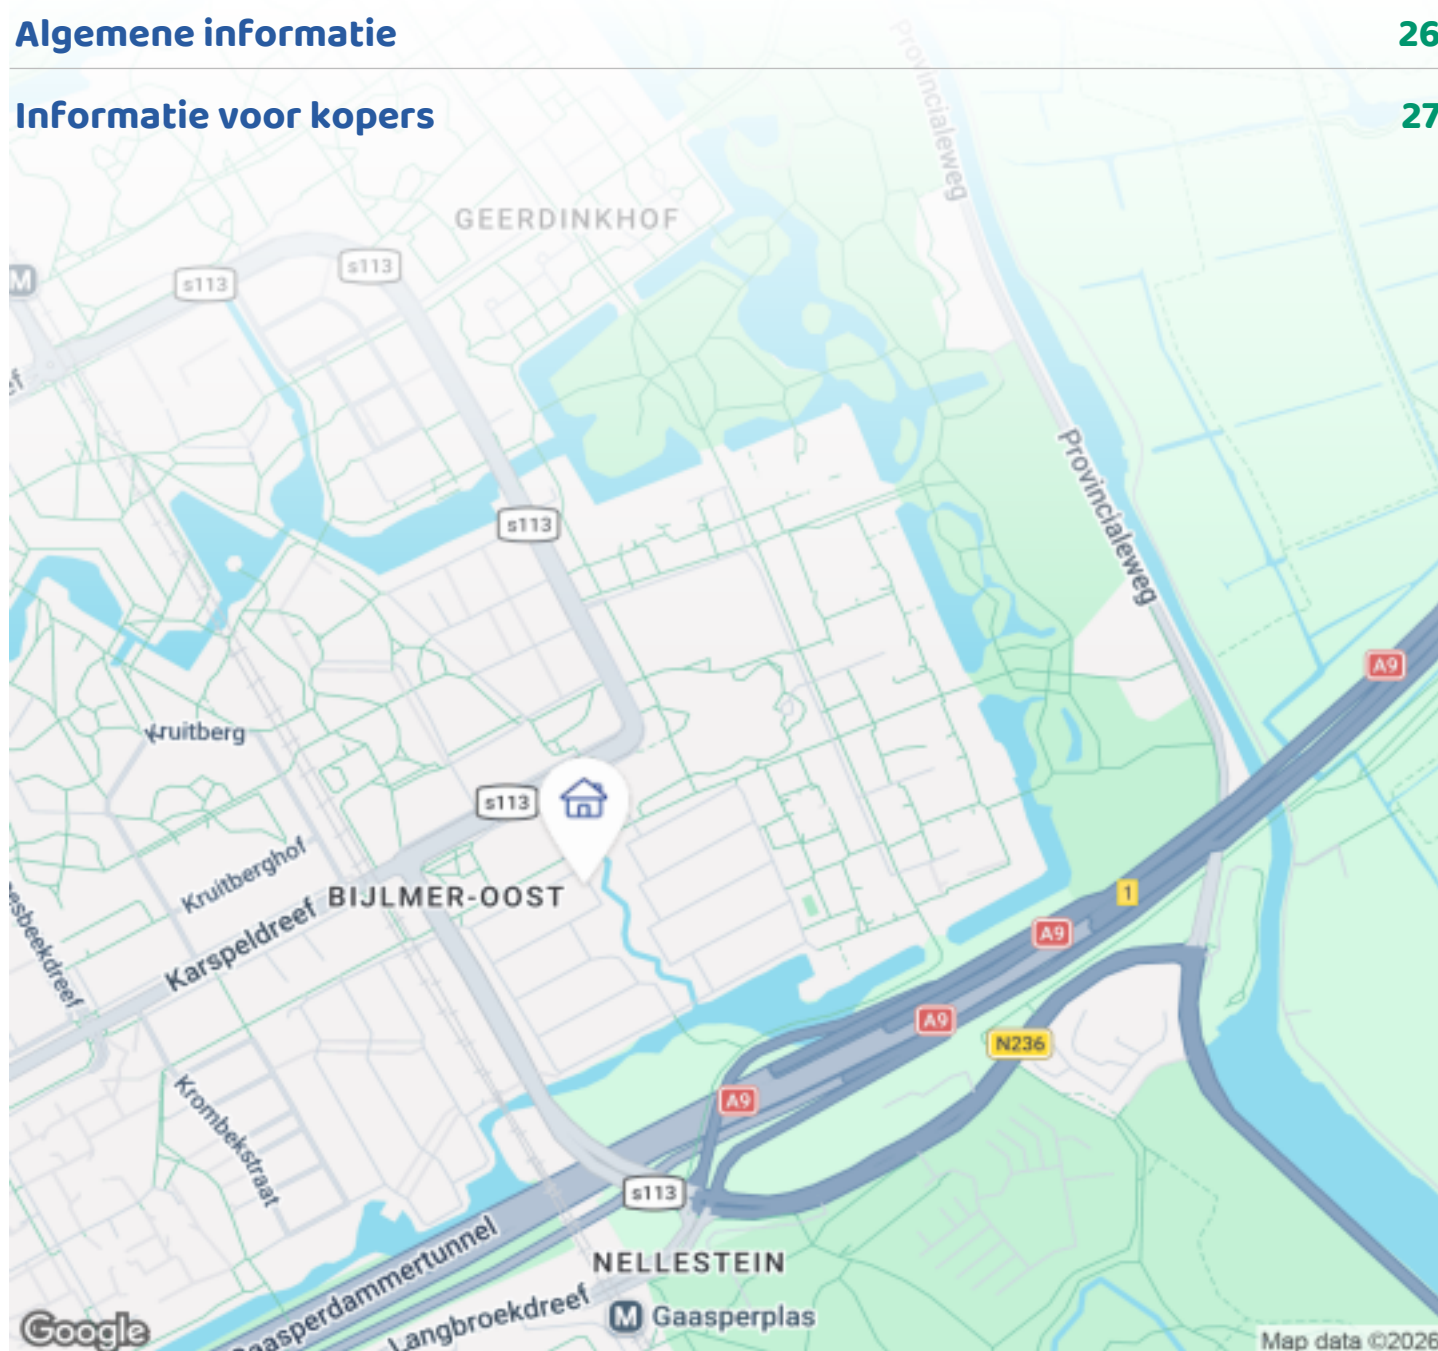 Algemene informatie 26
Informatie voor kopers 27
Provincialeweg
GEERDINKHOF
s113
s113
M
s113
Provincialeweg
A9
Kruitberg
s113
Kruitberghof
BIJLMER-OOST
1
Karspeldreef
A9
A9
N236
A9
Krombekstraat
s113
NELLESTEIN
Langbroekdreef
M Gaasperplas
Google
Map data ©2026